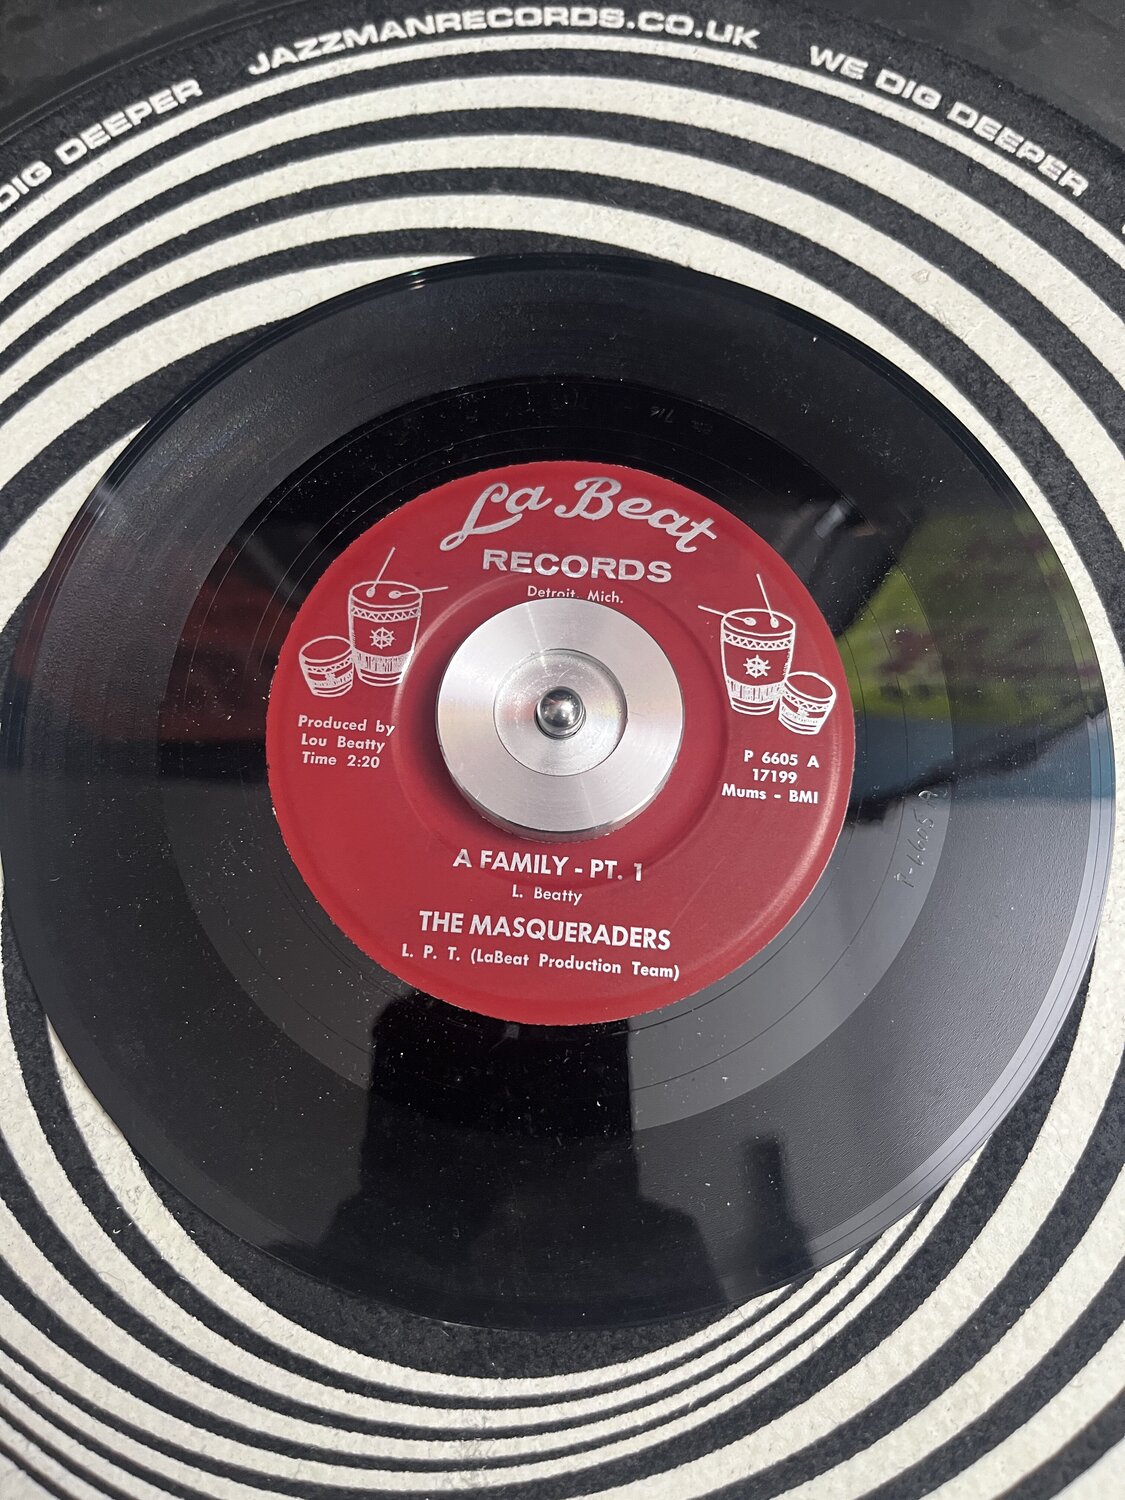 DIG DEEPER
JAZZMANRECORDS.CO.UK
WE DIG DEEPER
La Beat
RECORDS
Detroit, Mich.
Produced by
Lou Beatty
Time 2:20
P 6605 A
17199
Mums - BMI
A FAMILY - PT. 1
L. Beatty
THE MASQUERADERS
L. P. T. (LaBeat Production Team)
P-6605 A